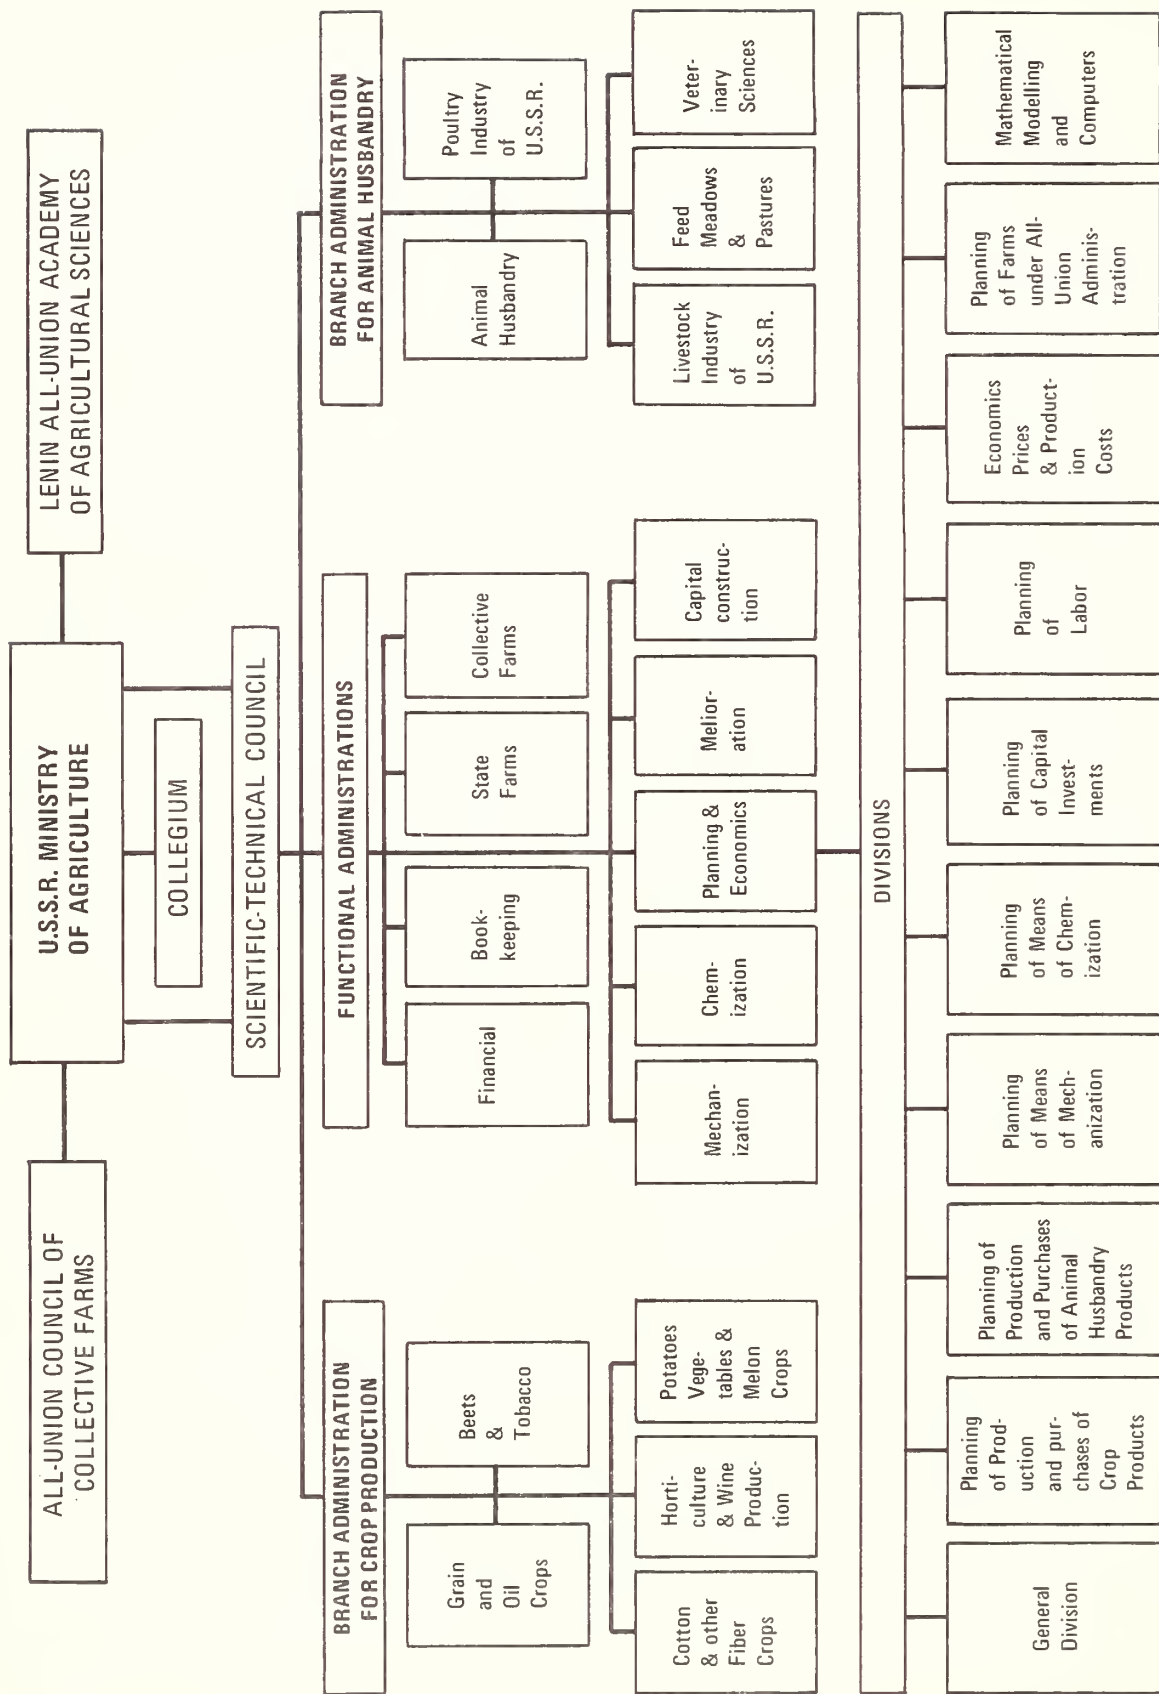 U.S.S.R. MINISTRY
OF AGRICULTURE
ALL-UNION COUNCIL OF
COLLECTIVE FARMS
LENIN ALL-UNION ACADEMY
OF AGRICULTURAL SCIENCES
COLLEGIUM
SCIENTIFIC-TECHNICAL COUNCIL
BRANCH ADMINISTRATION
FOR CROP PRODUCTION
Grain
and
Oil
Crops
Beets
&
Tobacco
Cotton
& other
Fiber
Crops
Horti-
culture
& Wine
Produc-
tion
Potatoes
Vege-
tables &
Melon
Crops
FUNCTIONAL ADMINISTRATIONS
Financial
Book-
keeping
State
Farms
Collective
Farms
Mechan-
ization
Chem-
ization
Planning &
Economics
Melior-
ation
Capital
construc-
tion
BRANCH ADMINISTRATION
FOR ANIMAL HUSBANDRY
Animal
Husbandry
Poultry
Industry
of
U.S.S.R.
Livestock
Industry
of
U.S.S.R.
Feed
Meadows
&
Pastures
Veter-
inary
Sciences
DIVISIONS
General
Division
Planning
of Prod-
uction
and pur-
chases of
Crop
Products
Planning of
Production
and Purchases
of Animal
Husbandry
Products
Planning
of Means
of Mech-
anization
Planning
of Means
of Chem-
ization
Planning
of Capital
Invest-
ments
Planning
of
Labor
Economics
Prices
& Product-
ion
Costs
Planning
of Farms
under All-
Union
Adminis-
tration
Mathematical
Modelling
and
Computers